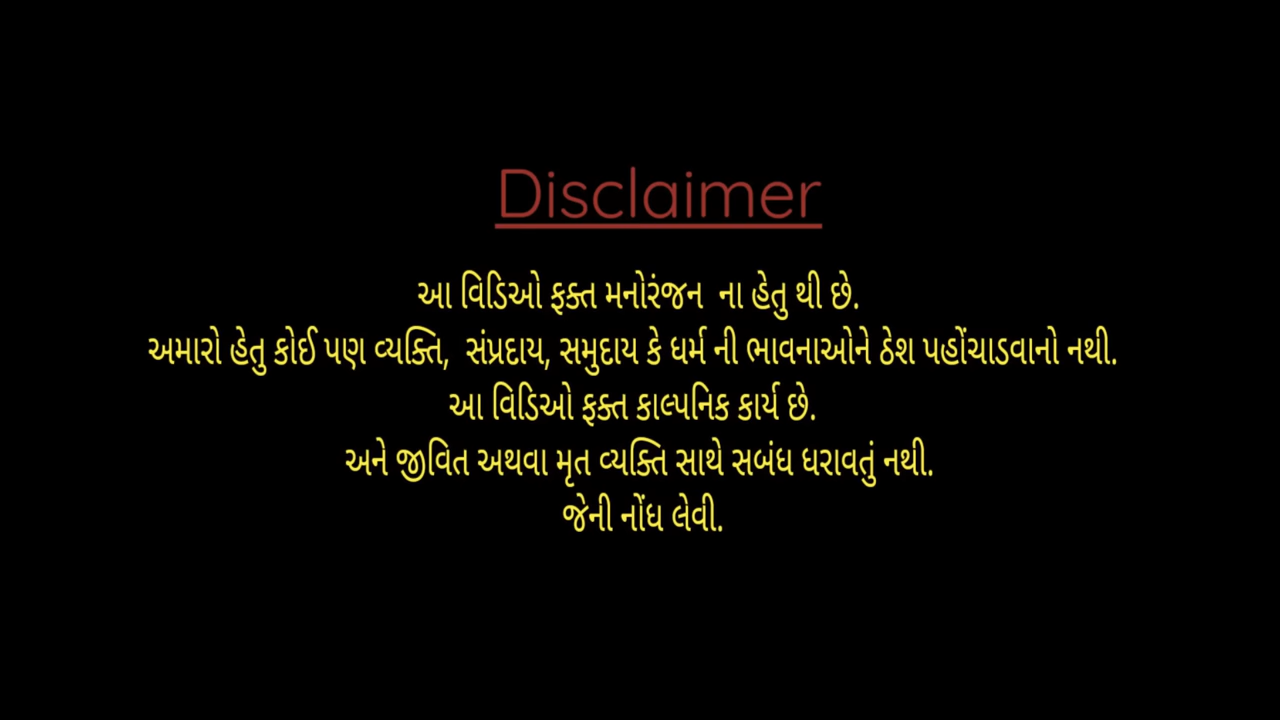 Disclaimer
આ વિડિઓ ફક્ત મનોરંજન ના હેતુ થી છે.
અમારો હેતુ કોઈ પણ વ્યક્તિ, સંપ્રદાય, સમુદાય કે ધર્મ ની ભાવનાઓને ઠેશ પહોંચાડવાનો નથી.
આ વિડિઓ ફક્ત કાલ્પનિક કાર્ય છે.
અને જીવિત અથવા મૃત વ્યક્તિ સાથે સબંધ ધરાવતું નથી.
જેની નોંધ લેવી.